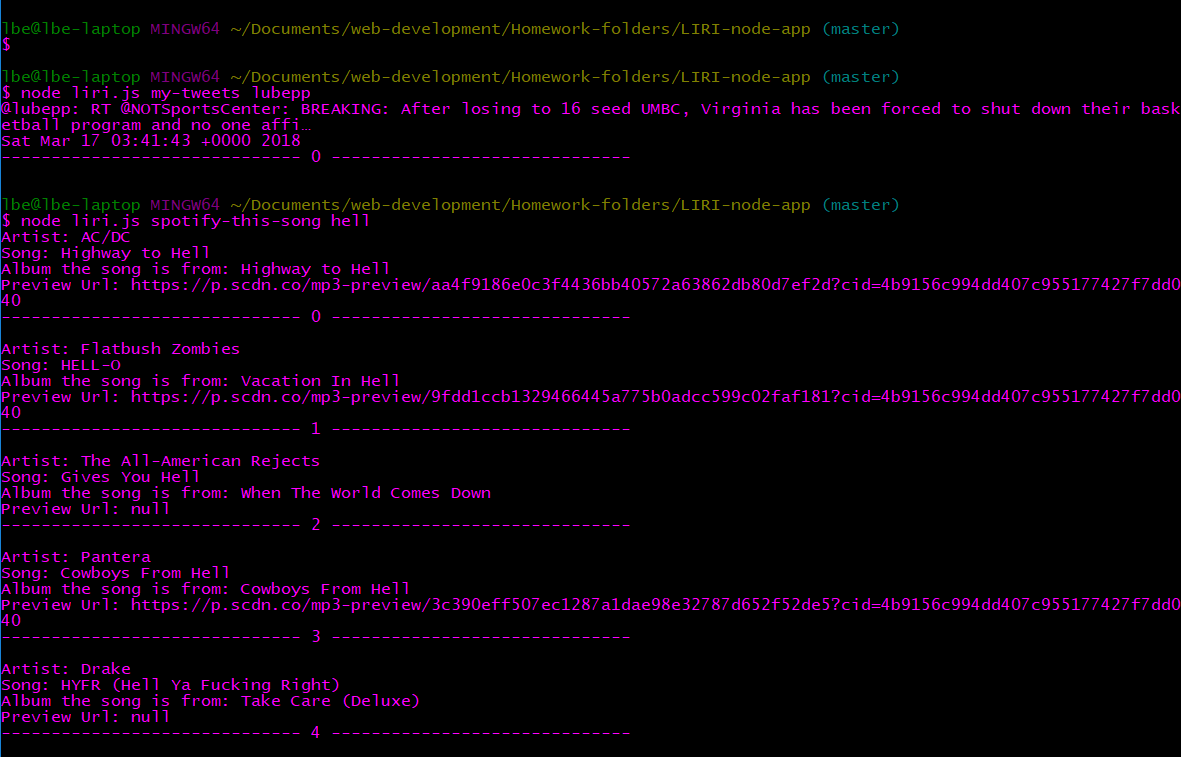 lbe@lbe-laptop MINGW64 ~/Documents/web-development/Homework-folders/LIRI-node-app (master)
$
lbe@lbe-laptop MINGW64 ~/Documents/web-development/Homework-folders/LIRI-node-app (master)
$ node liri.js my-tweets lubepp
@lubepp: RT @NOTSportsCenter: BREAKING: After losing to 16 seed UMBC, Virginia has been forced to shut down their bask
etball program and no one affi…
Sat Mar 17 03:41:43 +0000 2018
------------------------------ 0 ------------------------------
lbe@lbe-laptop MINGW64 ~/Documents/web-development/Homework-folders/LIRI-node-app (master)
$ node liri.js spotify-this-song hell
Artist: AC/DC
Song: Highway to Hell
Album the song is from: Highway to Hell
Preview Url: https://p.scdn.co/mp3-preview/aa4f9186e0c3f4436bb40572a63862db80d7ef2d?cid=4b9156c994dd407c955177427f7dd0
40
------------------------------ 0 ------------------------------
Artist: Flatbush Zombies
Song: HELL-O
Album the song is from: Vacation In Hell
Preview Url: https://p.scdn.co/mp3-preview/9fdd1ccb1329466445a775b0adcc599c02faf181?cid=4b9156c994dd407c955177427f7dd0
40
------------------------------ 1 ------------------------------
Artist: The All-American Rejects
Song: Gives You Hell
Album the song is from: When The World Comes Down
Preview Url: null
------------------------------ 2 ------------------------------
Artist: Pantera
Song: Cowboys From Hell
Album the song is from: Cowboys From Hell
Preview Url: https://p.scdn.co/mp3-preview/3c390eff507ec1287a1dae98e32787d652f52de5?cid=4b9156c994dd407c955177427f7dd0
40
------------------------------ 3 ------------------------------
Artist: Drake
Song: HYFR (Hell Ya Fucking Right)
Album the song is from: Take Care (Deluxe)
Preview Url: null
------------------------------ 4 ------------------------------